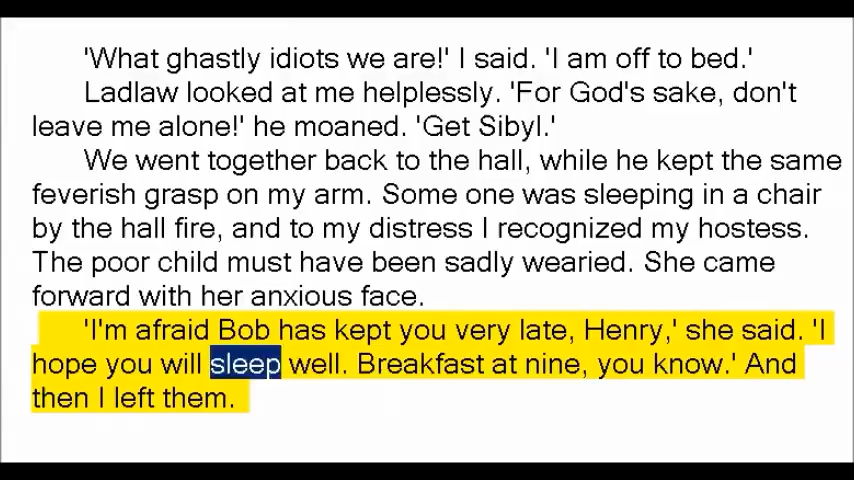 'What ghastly idiots we are!' I said. 'I am off to bed.'
Ladlaw looked at me helplessly. 'For God's sake, don't
leave me alone!' he moaned. 'Get Sibyl.'
We went together back to the hall, while he kept the same
feverish grasp on my arm. Some one was sleeping in a chair
by the hall fire, and to my distress I recognized my hostess.
The poor child must have been sadly wearied. She came
forward with her anxious face.
'I'm afraid Bob has kept you very late, Henry,' she said. 'I
hope you will sleep well. Breakfast at nine, you know.' And
then I left them.